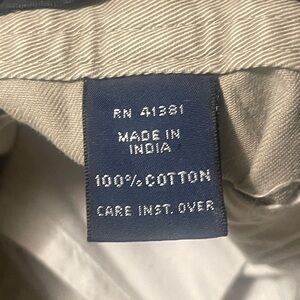 RN 41381
MADE IN
INDIA
100% COTTON
CARE INST. OVER